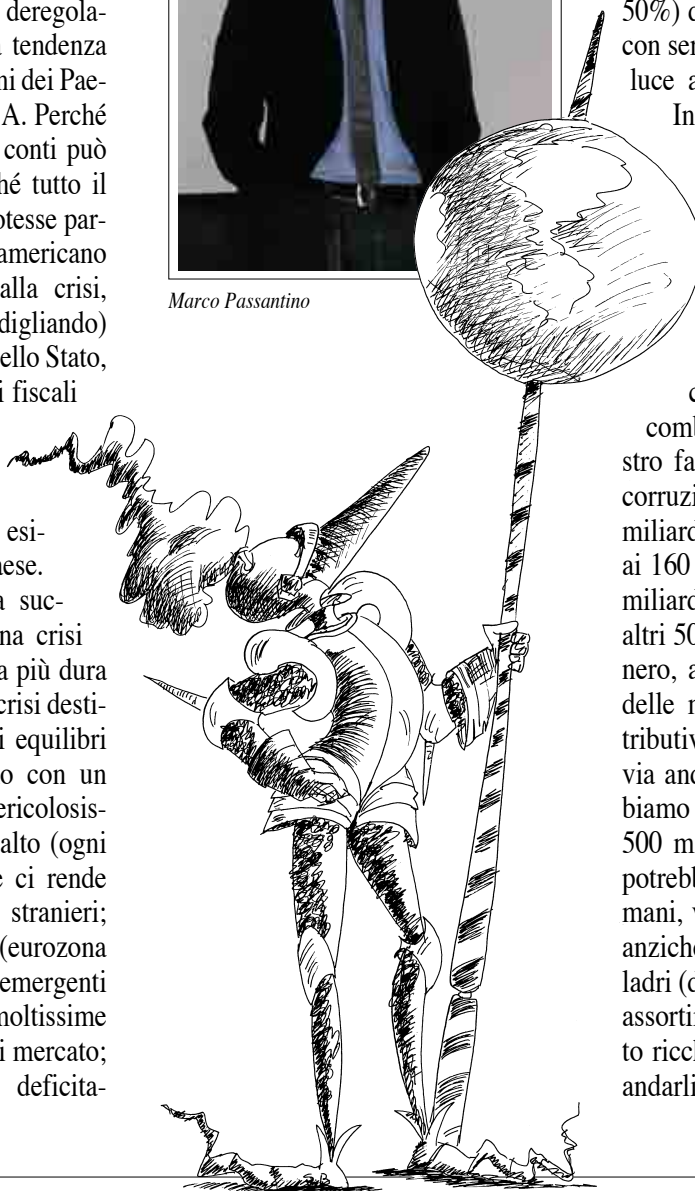 deregola-
tendenza
ni dei Pae-
A. Perché
conti può
ché tutto il
otesse par-
americano
alla crisi,
digliando)
ello Stato,
i fiscali
esi-
nese.
a suc-
na crisi
a più dura
crisi desti-
i equilibri
o con un
ericolosis-
alto (ogni
e ci rende
stranieri;
(eurozona
emergenti
moltissime
i mercato;
deficita-
Marco Passantino
50%) d
con ser
luce a
In
c
comb
stro fa
corruzi
miliard
ai 160
miliard
altri 50
nero, a
delle n
tributiv
via anc
biamo
500 m
potrebb
mani, v
anziché
ladri (d
assorti
to ricch
andarli